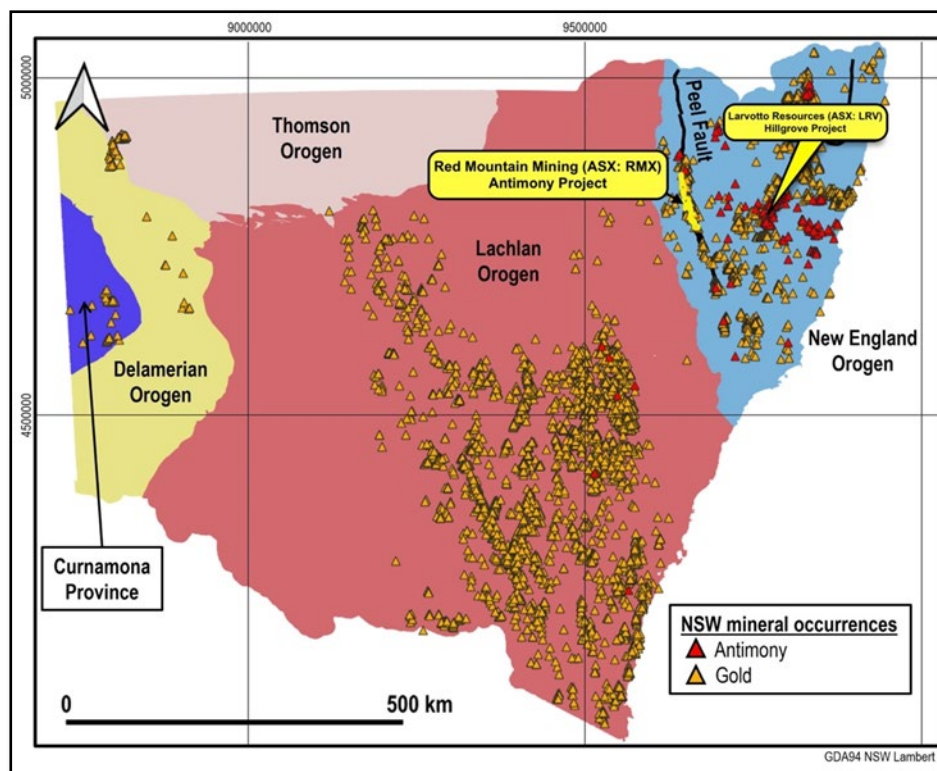 9000000
9500000
5000000
4500000
Thomson
Orogen
Peel Fault
Larvotto Resources (ASX: LRV)
Hillgrove Project
Red Mountain Mining (ASX: RMX)
Antimony Project
Lachlan
Orogen
New England
Orogen
Delamerian
Orogen
Curnamona
Province
NSW mineral occurrences
Antimony
Gold
0
500 km
GDA94 NSW Lambert